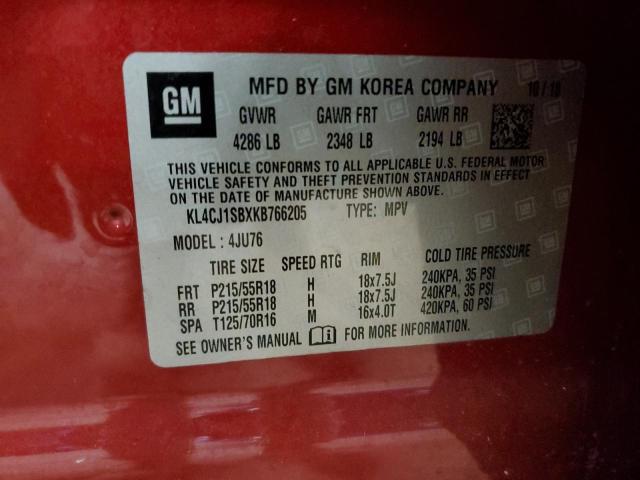 GM MFD BY GM KOREA COMPANY 10/18
GVWR GAWR FRT GAWR RR
4286 LB 2348 LB 2194 LB
THIS VEHICLE CONFORMS TO ALL APPLICABLE U.S. FEDERAL MOTOR
VEHICLE SAFETY AND THEFT PREVENTION STANDARDS IN EFFECT
ON THE DATE OF MANUFACTURE SHOWN ABOVE.
KL4CJ1SBXKB766205 TYPE: MPV
MODEL : 4JU76
TIRE SIZE SPEED RTG RIM COLD TIRE PRESSURE
FRT P215/55R18 H 18x7.5J 240KPA, 35 PSI
RR P215/55R18 H 18x7.5J 240KPA, 35 PSI
SPA T125/70R16 M 16x4.0T 420KPA, 60 PSI
SEE OWNER'S MANUAL FOR MORE INFORMATION.